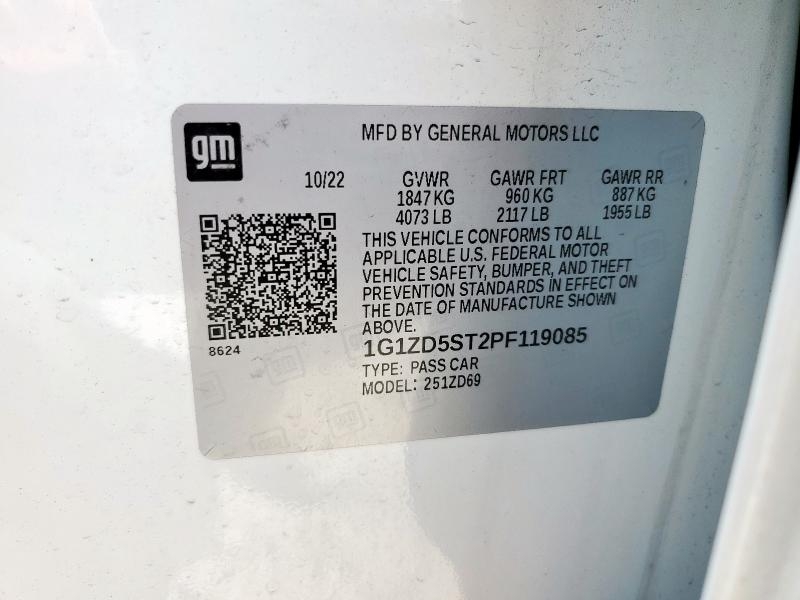 gm
MFD BY GENERAL MOTORS LLC
10/22 GVWR GAWR FRT GAWR RR
1847 KG 960 KG 887 KG
4073 LB 2117 LB 1955 LB
THIS VEHICLE CONFORMS TO ALL
APPLICABLE U.S. FEDERAL MOTOR
VEHICLE SAFETY, BUMPER, AND THEFT
PREVENTION STANDARDS IN EFFECT ON
THE DATE OF MANUFACTURE SHOWN
ABOVE.
8624
1G1ZD5ST2PF119085
TYPE: PASS CAR
MODEL: 251ZD69